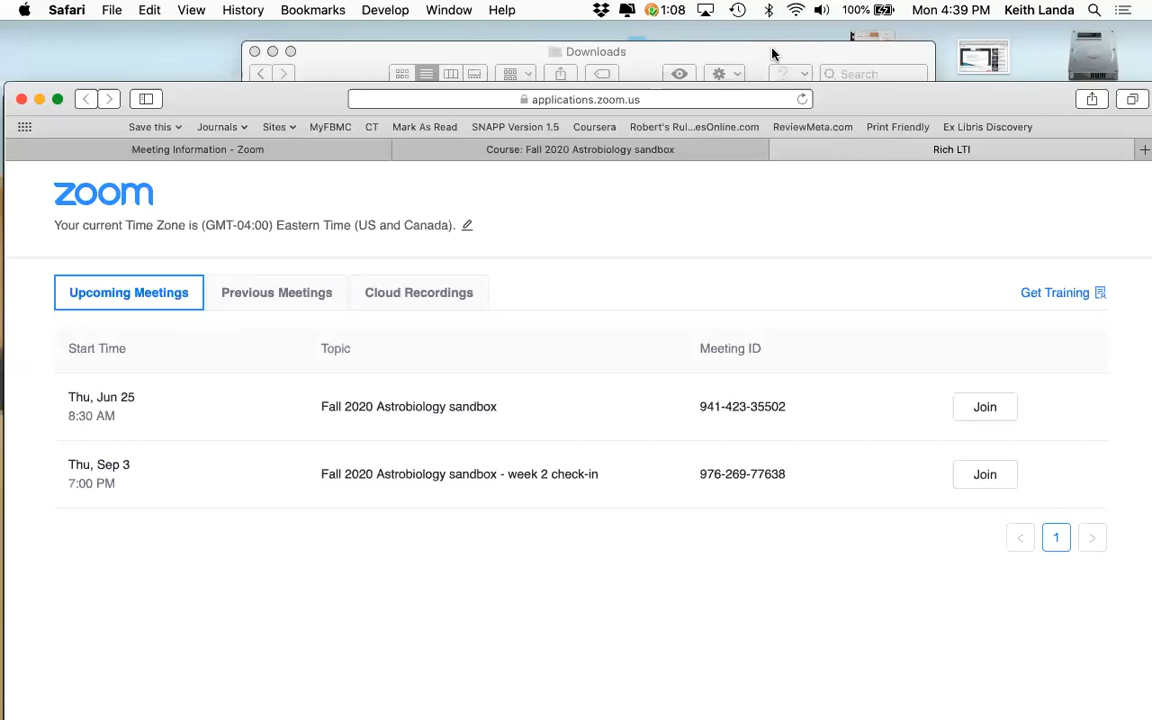 Safari File Edit View History Bookmarks Develop Window Help 1:08 100% Mon 4:39 PM Keith Landa
Downloads
Search
applications.zoom.us
Save this Journals Sites MyFBMC CT Mark As Read SNAPP Version 1.5 Coursera Robert's Rul...esOnline.com ReviewMeta.com Print Friendly Ex Libris Discovery
Meeting Information - Zoom Course: Fall 2020 Astrobiology sandbox Rich LTI
zoom
Your current Time Zone is (GMT-04:00) Eastern Time (US and Canada).
Upcoming Meetings Previous Meetings Cloud Recordings Get Training
Start Time Topic Meeting ID
Thu, Jun 25
8:30 AM
Fall 2020 Astrobiology sandbox 941-423-35502 Join
Thu, Sep 3
7:00 PM
Fall 2020 Astrobiology sandbox - week 2 check-in 976-269-77638 Join
< 1 >